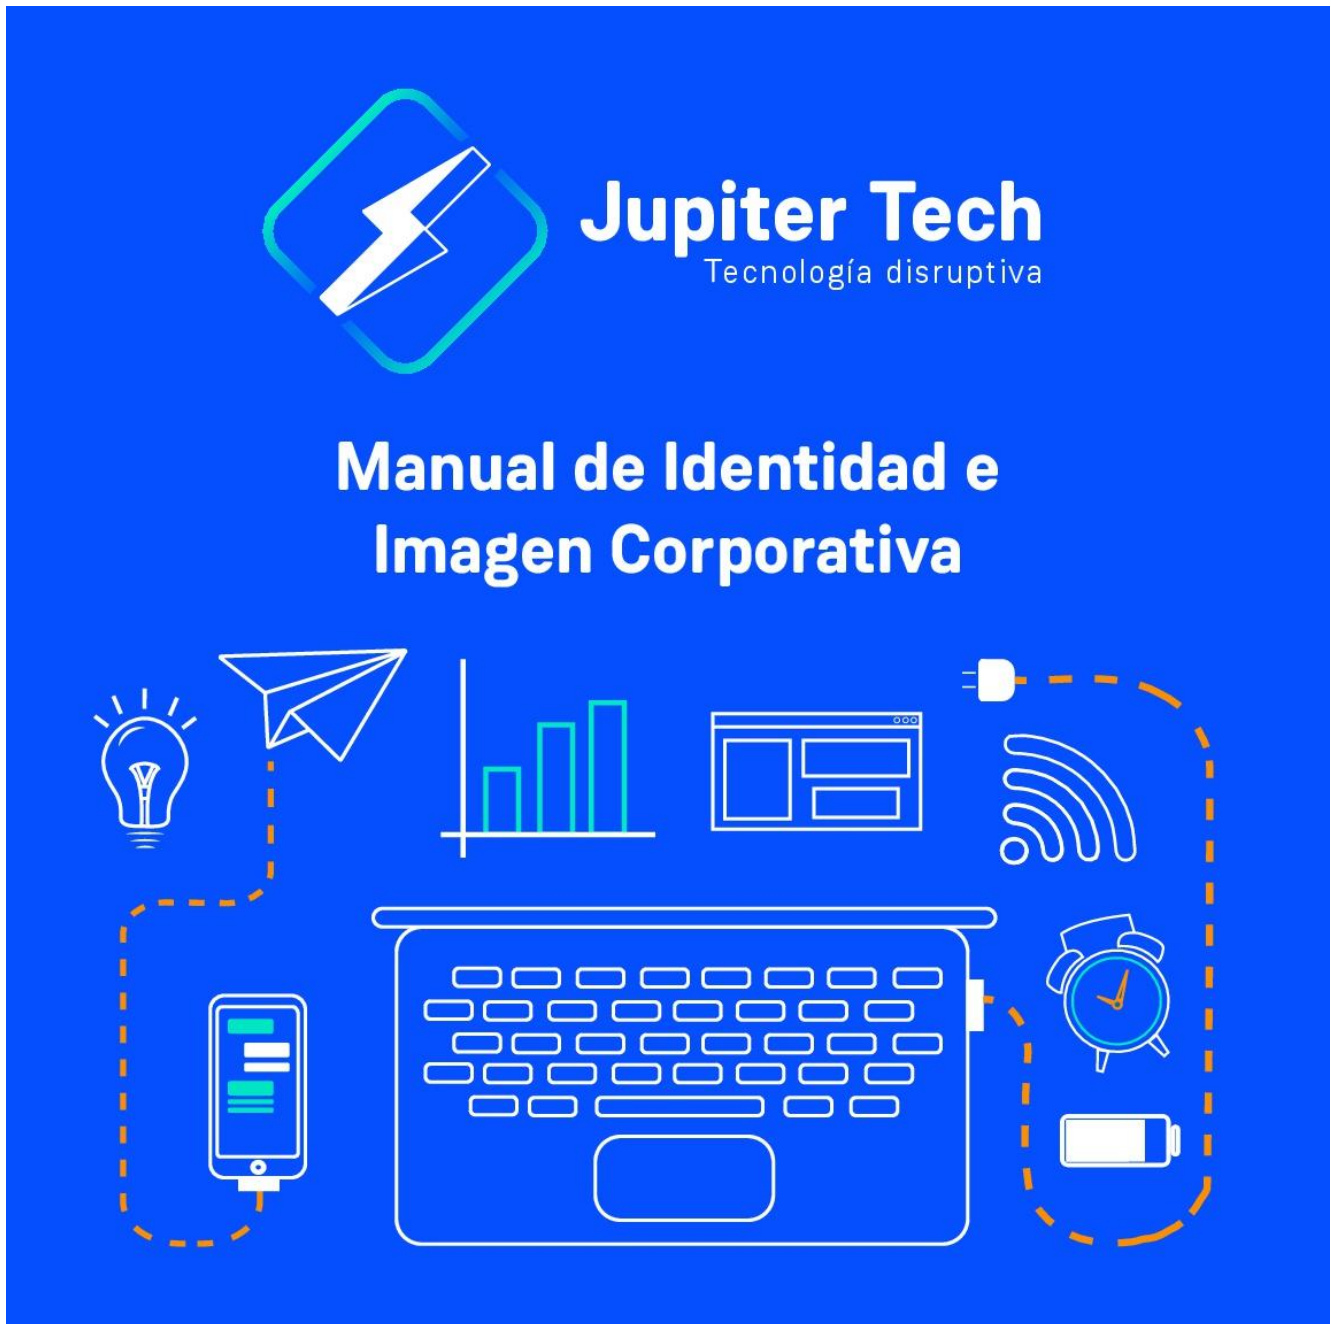 Jupiter Tech
Tecnología disruptiva
Manual de Identidad e
Imagen Corporativa